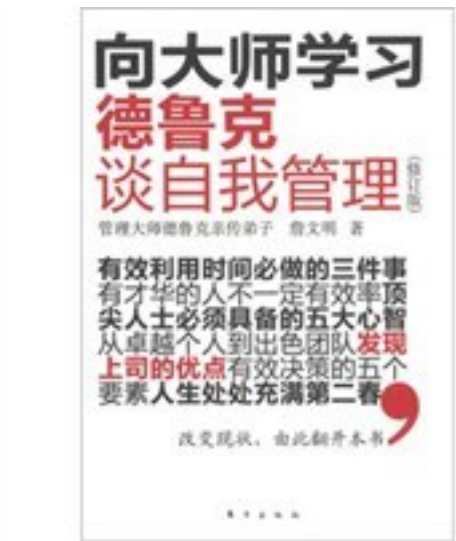 向大师学习
德鲁克
谈自我管理
(修订版)
管理大师德鲁克亲传弟子 詹文明 著
有效利用时间必做的三件事
有才华的人不一定有效率顶
尖人士必须具备的五大心智
从卓越个人到出色团队发现
上司的优点有效决策的五个
要素人生处处充满第二春
改变现状，由此翻开本书
东方出版社